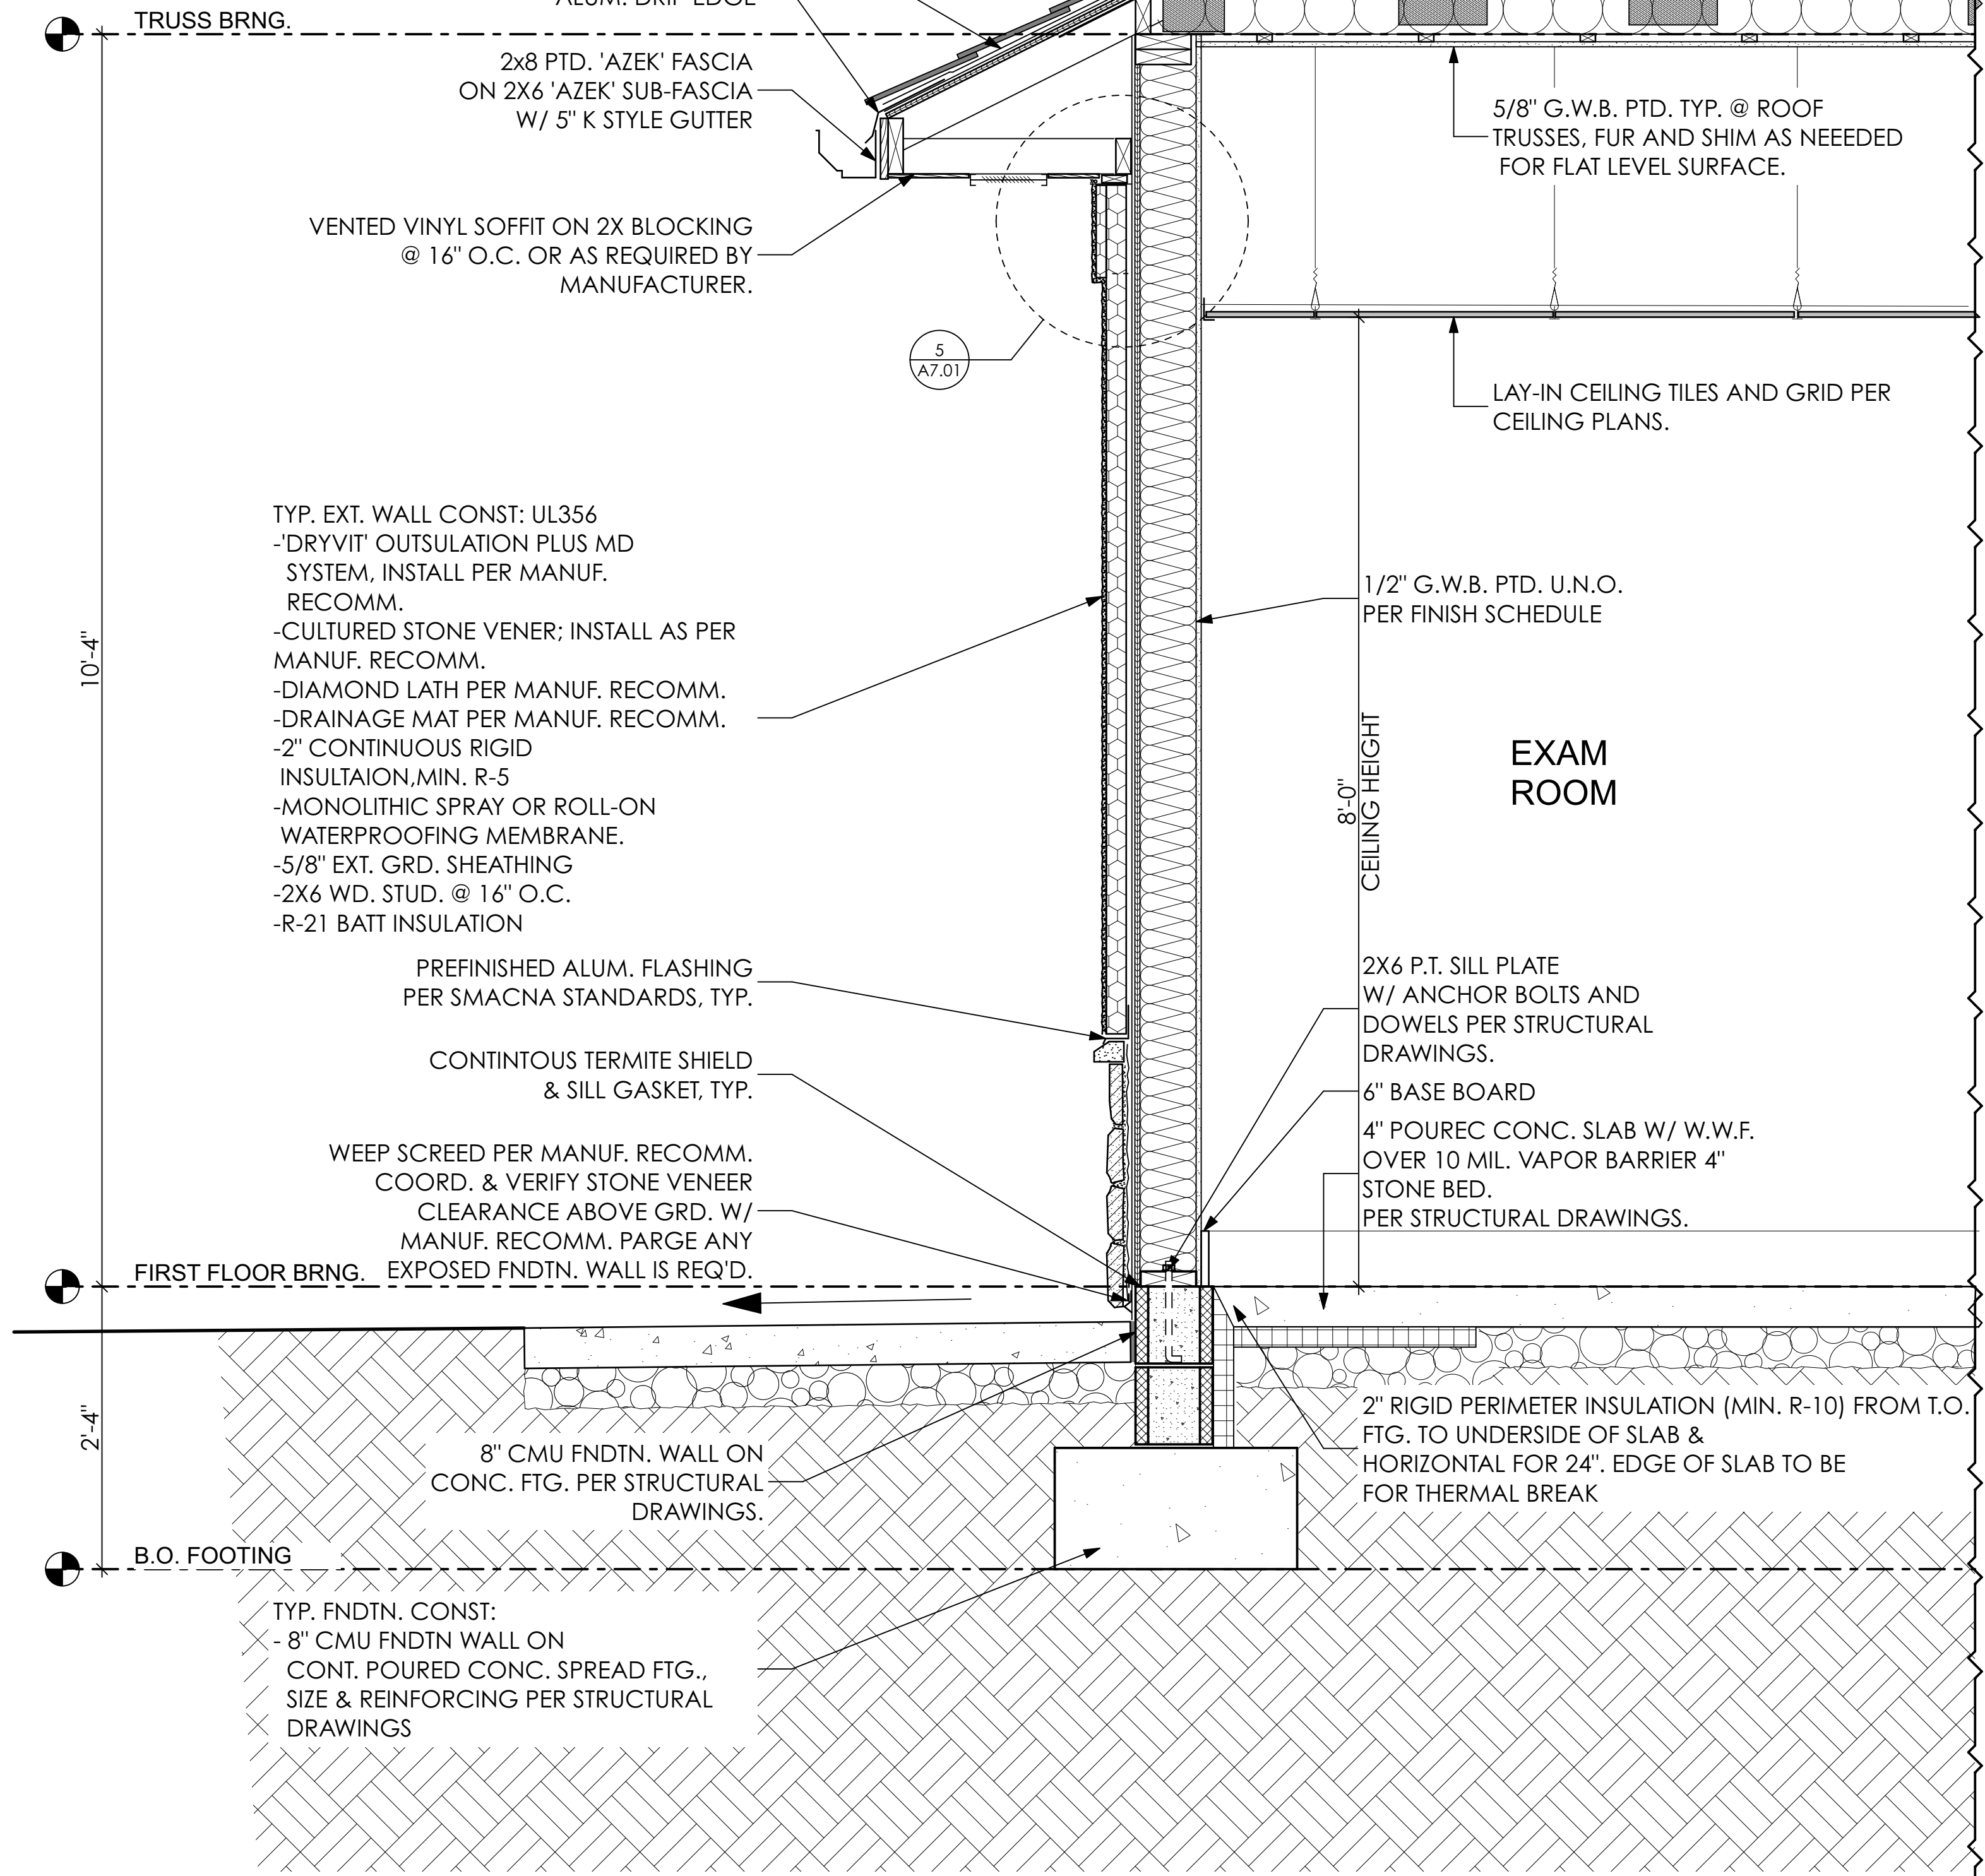 ALUM. DRIP EDGE
TRUSS BRNG.
2x8 PTD. 'AZEK' FASCIA
ON 2X6 'AZEK' SUB-FASCIA
W/ 5" K STYLE GUTTER
5/8" G.W.B. PTD. TYP. @ ROOF
TRUSSES, FUR AND SHIM AS NEEEDED
FOR FLAT LEVEL SURFACE.
VENTED VINYL SOFFIT ON 2X BLOCKING
@ 16" O.C. OR AS REQUIRED BY
MANUFACTURER.
5
A7.01
LAY-IN CEILING TILES AND GRID PER
CEILING PLANS.
TYP. EXT. WALL CONST: UL356
-'DRYVIT' OUTSULATION PLUS MD
SYSTEM, INSTALL PER MANUF.
RECOMM.
-CULTURED STONE VENER; INSTALL AS PER
MANUF. RECOMM.
-DIAMOND LATH PER MANUF. RECOMM.
-DRAINAGE MAT PER MANUF. RECOMM.
-2" CONTINUOUS RIGID
INSULTAION,MIN. R-5
-MONOLITHIC SPRAY OR ROLL-ON
WATERPROOFING MEMBRANE.
-5/8" EXT. GRD. SHEATHING
-2X6 WD. STUD. @ 16" O.C.
-R-21 BATT INSULATION
10'-4"
1/2" G.W.B. PTD. U.N.O.
PER FINISH SCHEDULE
8'-0"
CEILING HEIGHT
EXAM
ROOM
PREFINISHED ALUM. FLASHING
PER SMACNA STANDARDS, TYP.
CONTINTOUS TERMITE SHIELD
& SILL GASKET, TYP.
WEEP SCREED PER MANUF. RECOMM.
COORD. & VERIFY STONE VENEER
CLEARANCE ABOVE GRD. W/
MANUF. RECOMM. PARGE ANY
EXPOSED FNDTN. WALL IS REQ'D.
2X6 P.T. SILL PLATE
W/ ANCHOR BOLTS AND
DOWELS PER STRUCTURAL
DRAWINGS.
6" BASE BOARD
4" POUREC CONC. SLAB W/ W.W.F.
OVER 10 MIL. VAPOR BARRIER 4"
STONE BED.
PER STRUCTURAL DRAWINGS.
FIRST FLOOR BRNG.
2'-4"
8" CMU FNDTN. WALL ON
CONC. FTG. PER STRUCTURAL
DRAWINGS.
2" RIGID PERIMETER INSULATION (MIN. R-10) FROM T.O.
FTG. TO UNDERSIDE OF SLAB &
HORIZONTAL FOR 24". EDGE OF SLAB TO BE
FOR THERMAL BREAK
B.O. FOOTING
TYP. FNDTN. CONST:
- 8" CMU FNDTN WALL ON
CONT. POURED CONC. SPREAD FTG.,
SIZE & REINFORCING PER STRUCTURAL
DRAWINGS